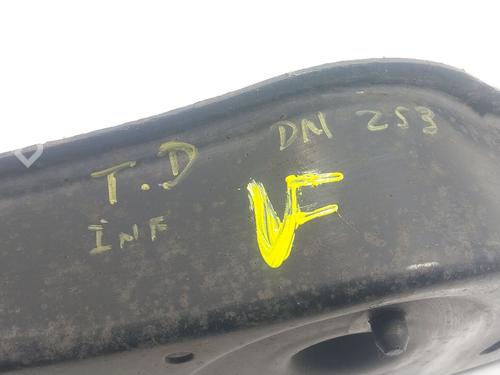 T.D DN 253
INF VF